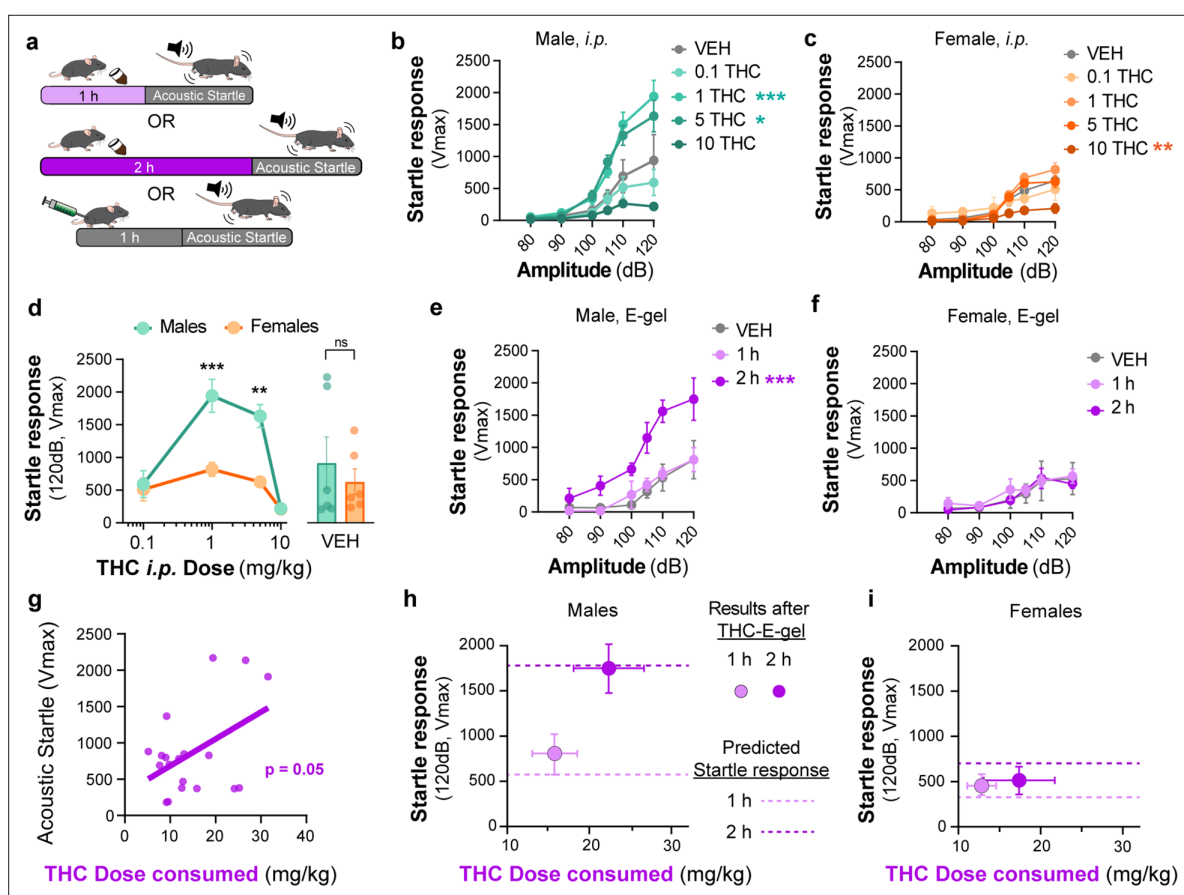 a
1 h
Acoustic Startle
OR
2 h
Acoustic Startle
OR
1 h
Acoustic Startle
b
Male, i.p.
Startle response
(Vmax)
2500
2000
1500
1000
500
0
80
90
100
110
120
Amplitude (dB)
VEH
0.1 THC
1 THC ***
5 THC *
10 THC
c
Female, i.p.
Startle response
(Vmax)
2500
2000
1500
1000
500
0
80
90
100
110
120
Amplitude (dB)
VEH
0.1 THC
1 THC
5 THC
10 THC **
d
Males
Females
Startle response
(120dB, Vmax)
2500
2000
1500
1000
500
0
***
**
ns
0.1
1
10
VEH
THC i.p. Dose (mg/kg)
e
Male, E-gel
Startle response
(Vmax)
2500
2000
1500
1000
500
0
80
90
100
110
120
Amplitude (dB)
VEH
1 h
2 h ***
f
Female, E-gel
Startle response
(Vmax)
2500
2000
1500
1000
500
0
80
90
100
110
120
Amplitude (dB)
VEH
1 h
2 h
g
Acoustic Startle (Vmax)
2500
2000
1500
1000
500
0
p = 0.05
0
10
20
30
40
THC Dose consumed (mg/kg)
h
Males
Startle response
(120dB, Vmax)
2000
1500
1000
500
0
10
20
30
THC Dose consumed (mg/kg)
Results after
THC-E-gel
1 h 2 h
Predicted
Startle response
1 h
2 h
i
Females
Startle response
(120dB, Vmax)
2000
1500
1000
500
0
10
20
30
THC Dose consumed (mg/kg)